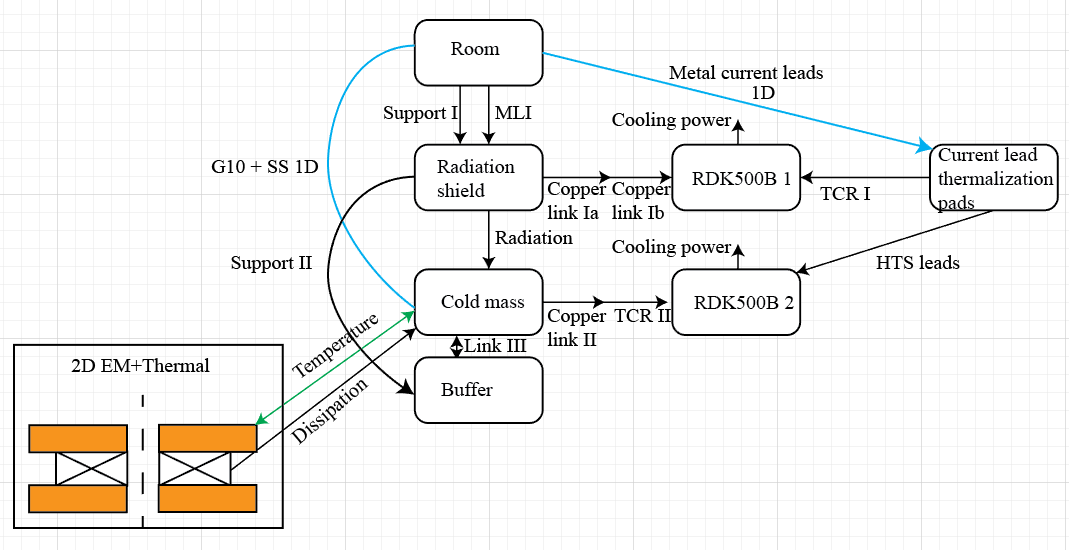 Room
Metal current leads
1D
Support I
MLI
Cooling power
G10 + SS 1D
Radiation
shield
Copper
link Ia
Copper
link Ib
RDK500B 1
TCR I
Current lead
thermalization
pads
Support II
Radiation
Cooling power
HTS leads
Cold mass
Copper
link II
TCR II
RDK500B 2
Link III
Buffer
Temperature
Dissipation
2D EM+Thermal